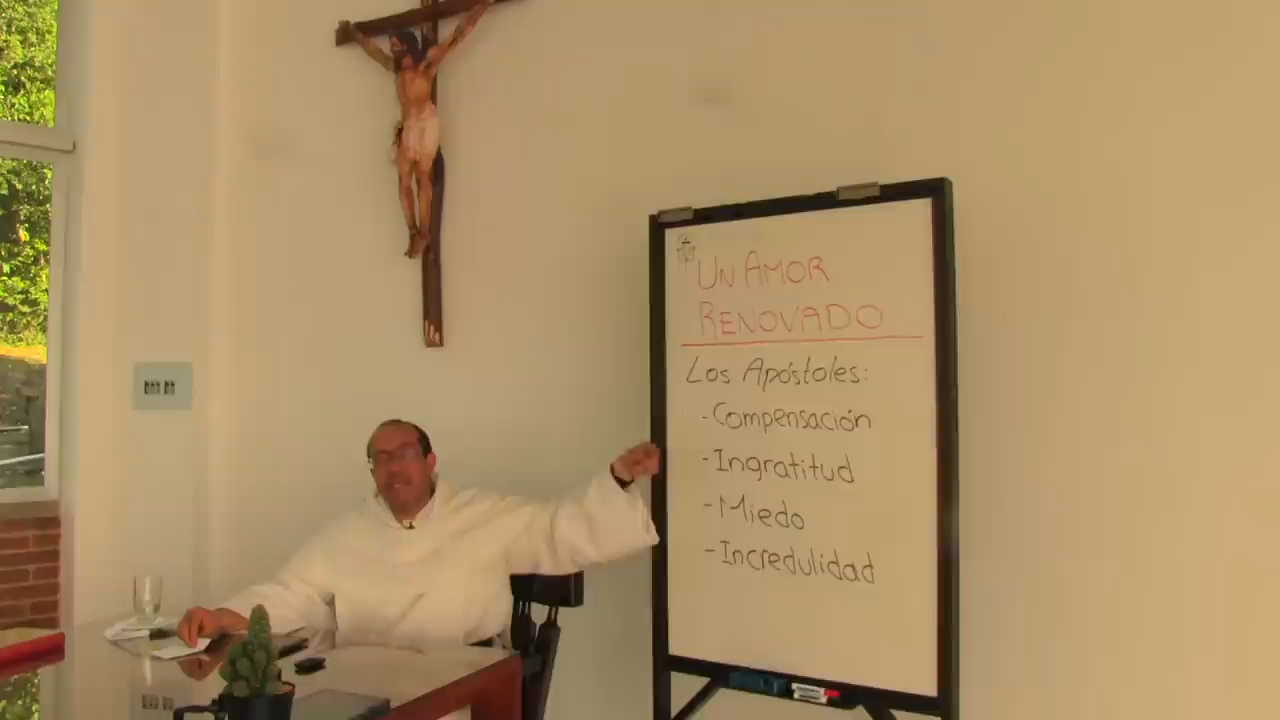 UN AMOR
RENOVADO
Los Apóstoles:
-Compensación
-Ingratitud
-Miedo
-Incredulidad